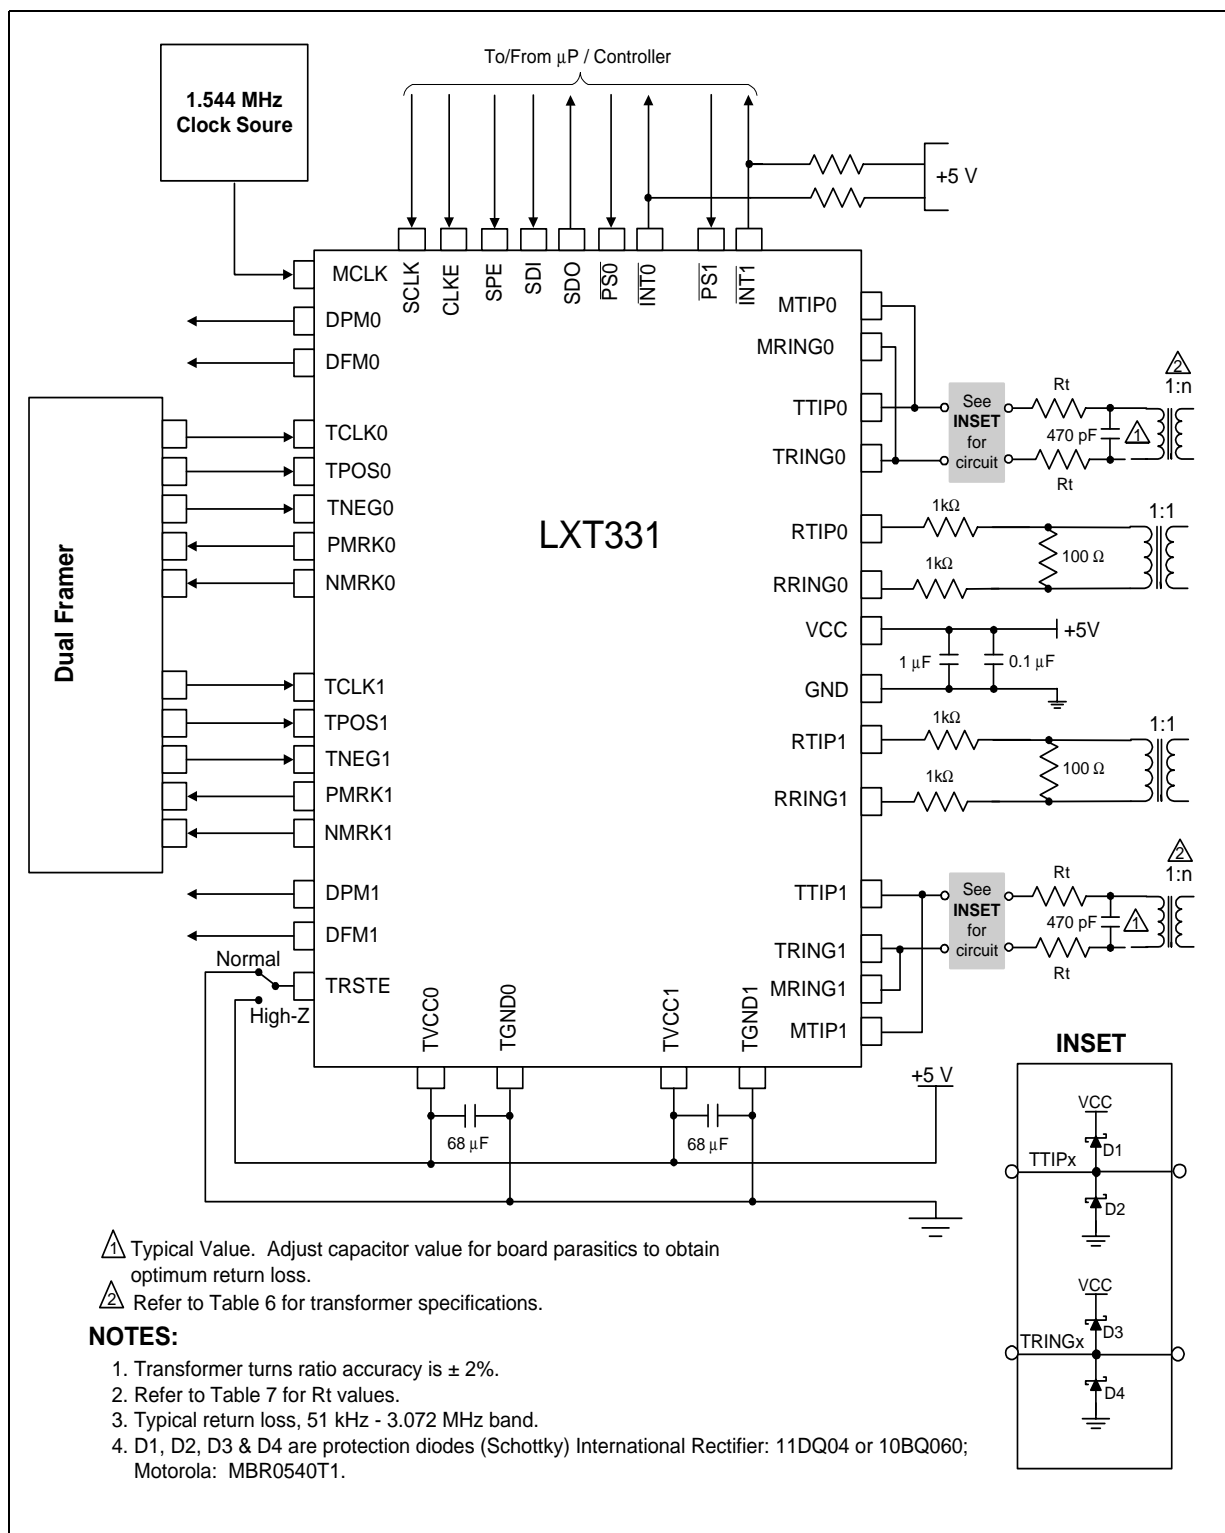 To/From μP / Controller
1.544 MHz
Clock Soure
+5 V
MCLK
SCLK
CLKE
SPE
SDI
SDO
PS0
INT0
PS1
INT1
DPM0
DFM0
MTIP0
MRING0
TTIP0
TRING0
See
INSET
for
circuit
Rt
470 pF
1
Rt
2
1:n
Dual Framer
TCLK0
TPOS0
TNEG0
PMRK0
NMRK0
LXT331
RTIP0
1kΩ
RRING0
1kΩ
100 Ω
1:1
VCC
+5V
1 μF
0.1 μF
GND
TCLK1
TPOS1
TNEG1
PMRK1
NMRK1
RTIP1
1kΩ
RRING1
1kΩ
100 Ω
1:1
DPM1
DFM1
TTIP1
TRING1
MRING1
MTIP1
See
INSET
for
circuit
Rt
470 pF
1
Rt
2
1:n
Normal
TRSTE
High-Z
TVCC0
TGND0
TVCC1
TGND1
68 μF
68 μF
+5 V
INSET
VCC
D1
TTIPx
D2
VCC
D3
TRINGx
D4
1 Typical Value. Adjust capacitor value for board parasitics to obtain
optimum return loss.
2 Refer to Table 6 for transformer specifications.
NOTES:
1. Transformer turns ratio accuracy is ± 2%.
2. Refer to Table 7 for Rt values.
3. Typical return loss, 51 kHz - 3.072 MHz band.
4. D1, D2, D3 & D4 are protection diodes (Schottky) International Rectifier: 11DQ04 or 10BQ060;
Motorola: MBR0540T1.